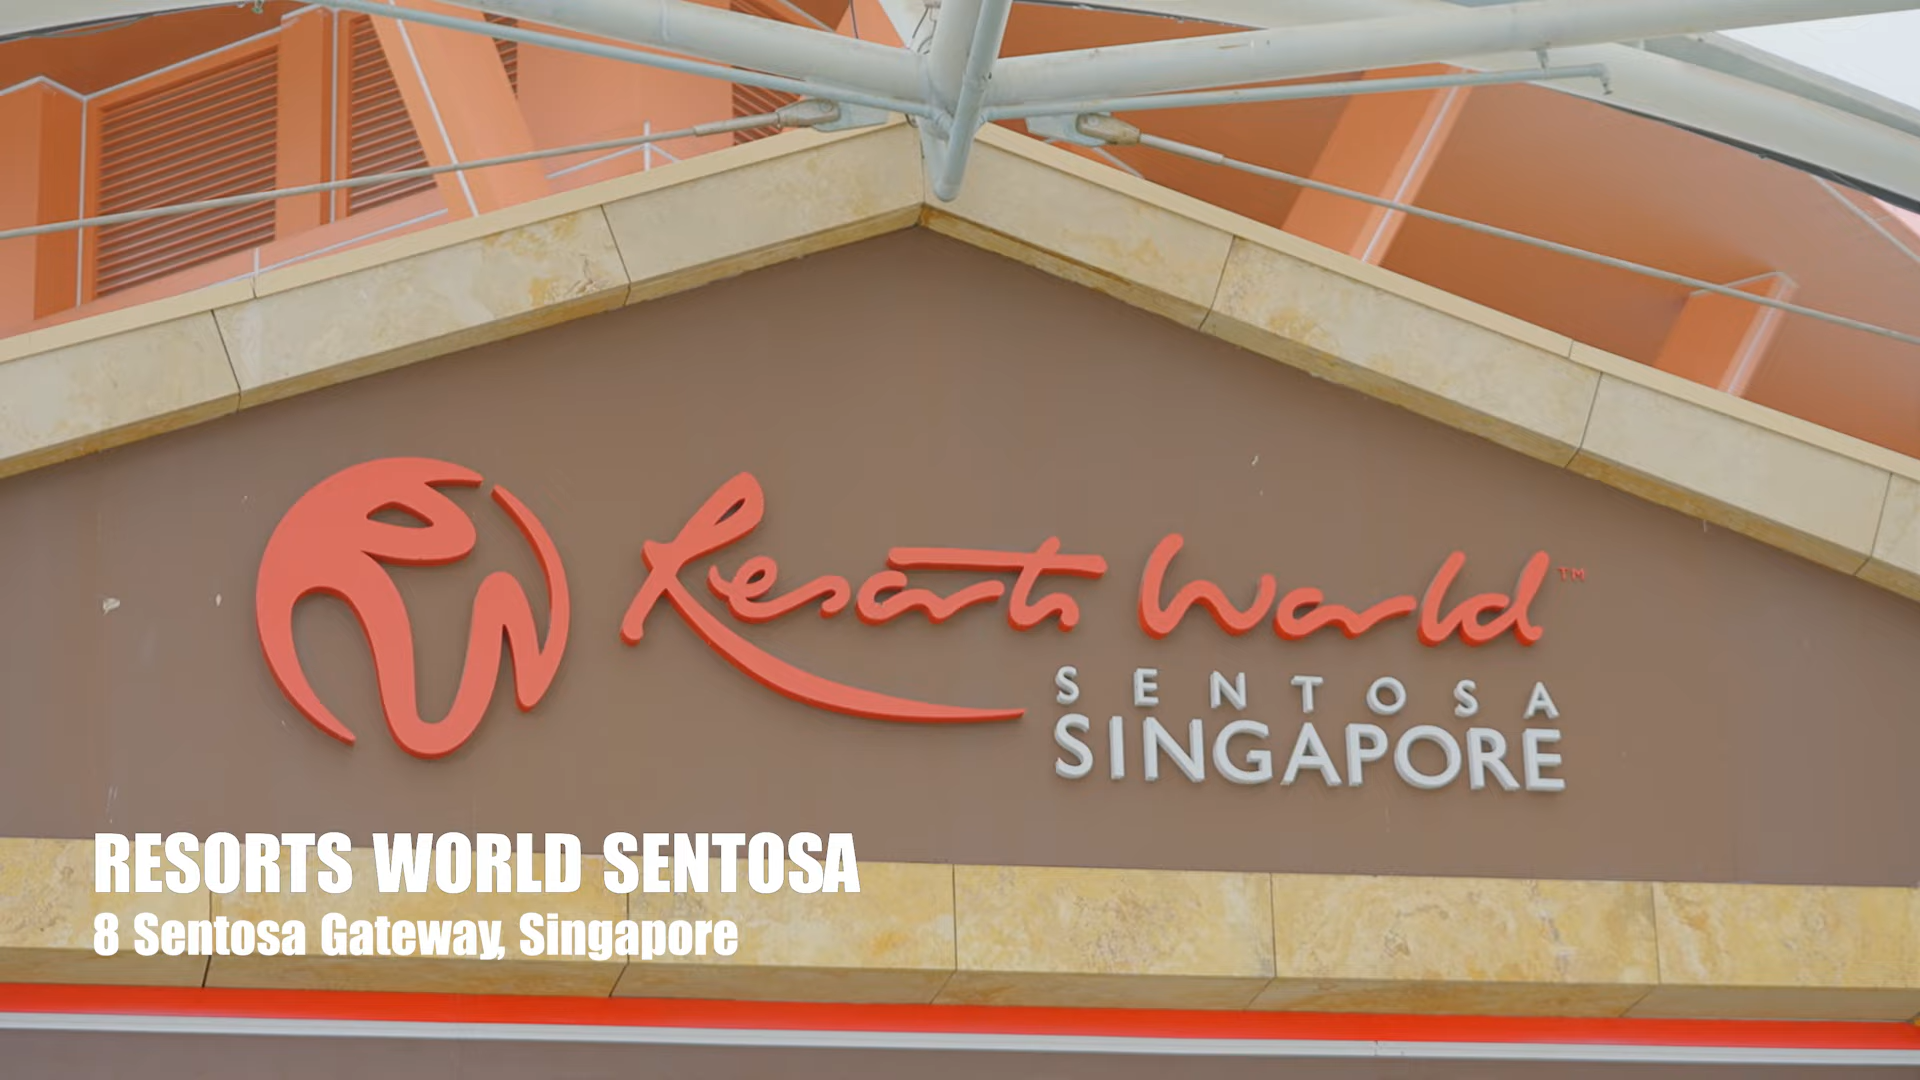 Resorts World™
SENTOSA
SINGAPORE
RESORTS WORLD SENTOSA
8 Sentosa Gateway, Singapore